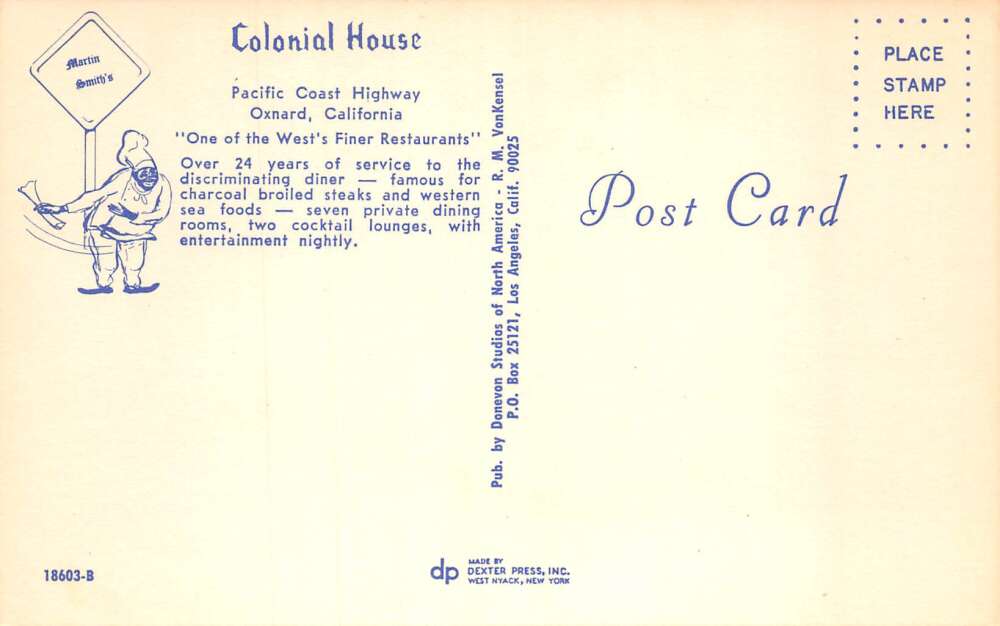 Martin
Smith's
Colonial House
Pacific Coast Highway
Oxnard, California
"One of the West's Finer Restaurants"
Over 24 years of service to the
discriminating diner — famous for
charcoal broiled steaks and western
sea foods — seven private dining
rooms, two cocktail lounges, with
entertainment nightly.
Pub. by Donevon Studios of North America - R. M. VonKensel
P.O. Box 25121, Los Angeles, Calif. 90025
PLACE
STAMP
HERE
Post Card
18603-B
dp
MADE BY
DEXTER PRESS, INC.
WEST NYACK, NEW YORK